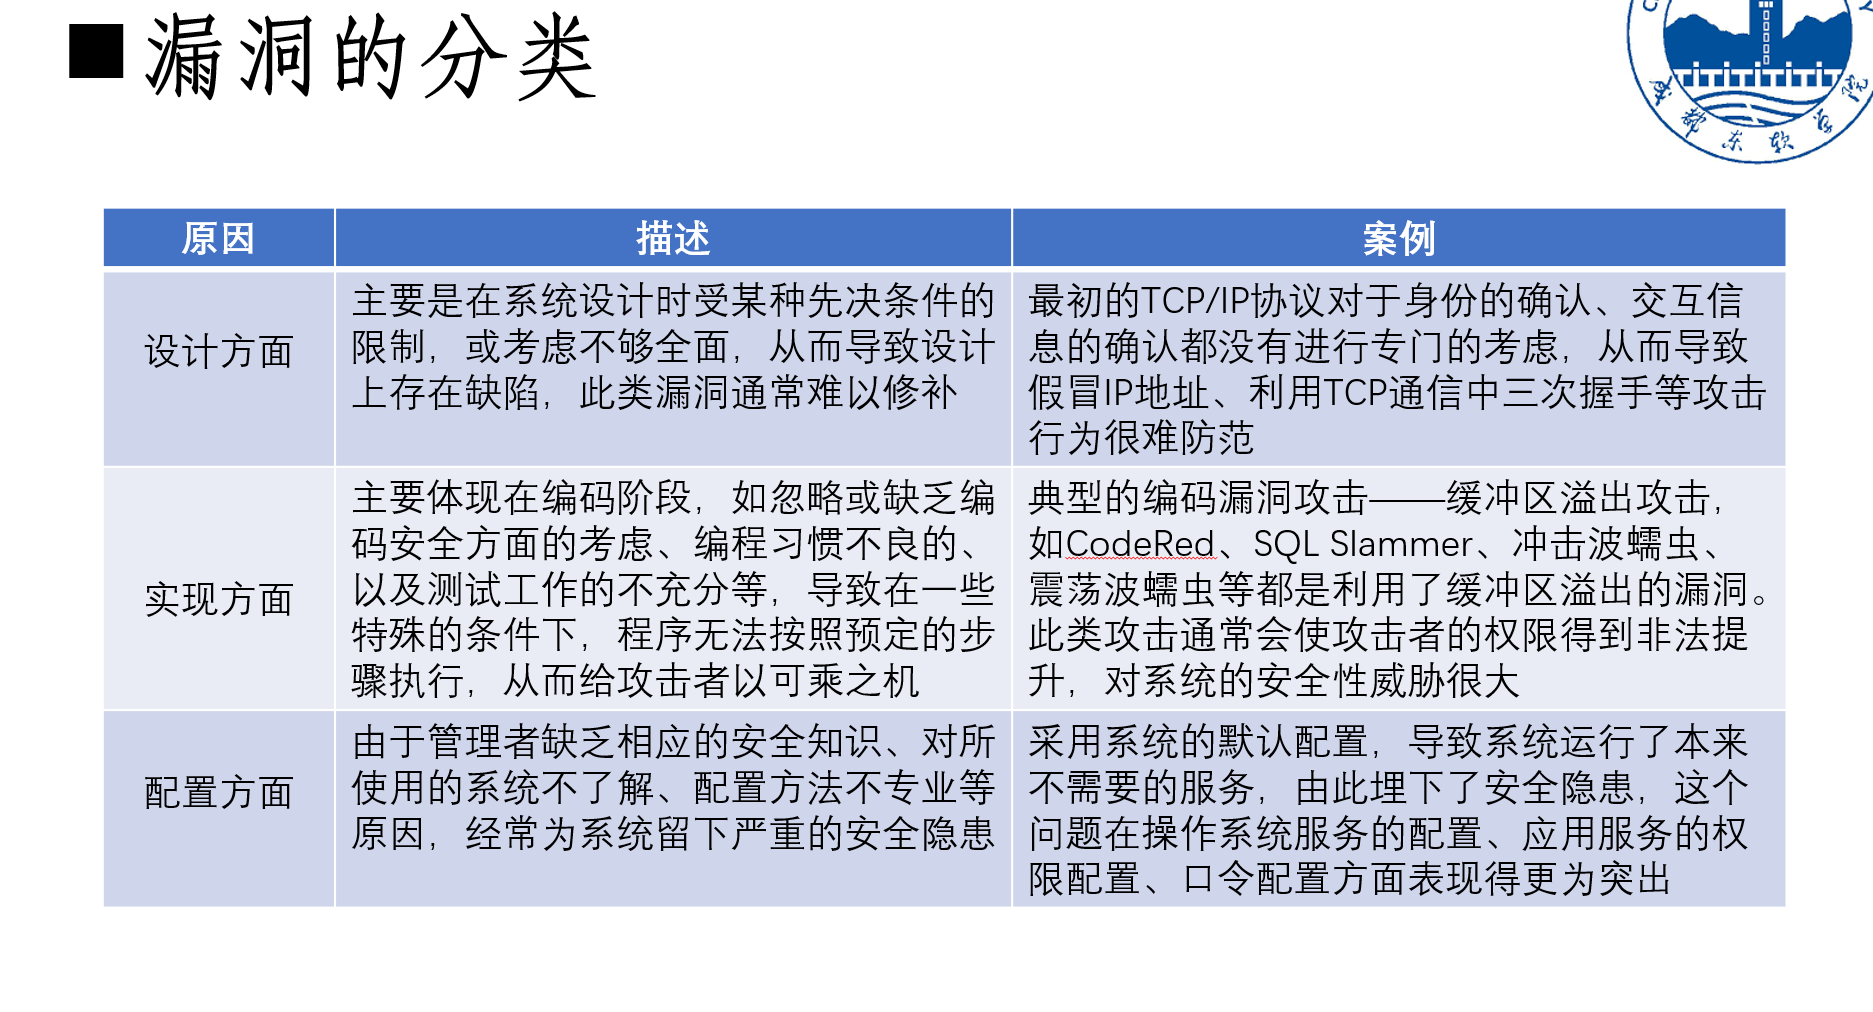 漏洞的分类
成都东软学院
原因 描述 案例
设计方面
主要是在系统设计时受某种先决条件的
限制，或考虑不够全面，从而导致设计
上存在缺陷，此类漏洞通常难以修补
最初的TCP/IP协议对于身份的确认、交互信
息的确认都没有进行专门的考虑，从而导致
假冒IP地址、利用TCP通信中三次握手等攻击
行为很难防范
实现方面
主要体现在编码阶段，如忽略或缺乏编
码安全方面的考虑、编程习惯不良的、
以及测试工作的不充分等，导致在一些
特殊的条件下，程序无法按照预定的步
骤执行，从而给攻击者以可乘之机
典型的编码漏洞攻击——缓冲区溢出攻击，
如CodeRed、SQL Slammer、冲击波蠕虫、
震荡波蠕虫等都是利用了缓冲区溢出的漏洞。
此类攻击通常会使攻击者的权限得到非法提
升，对系统的安全性威胁很大
配置方面
由于管理者缺乏相应的安全知识、对所
使用的系统不了解、配置方法不专业等
原因，经常为系统留下严重的安全隐患
采用系统的默认配置，导致系统运行了本来
不需要的服务，由此埋下了安全隐患，这个
问题在操作系统服务的配置、应用服务的权
限配置、口令配置方面表现得更为突出